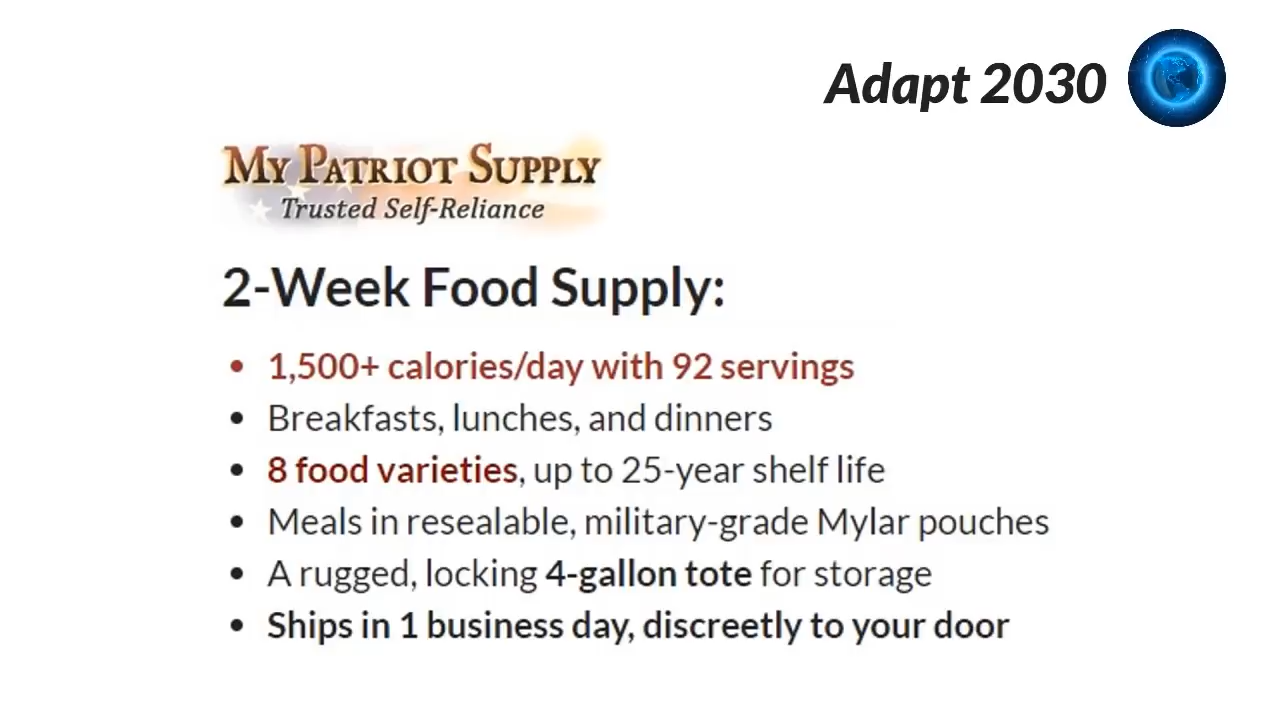 Adapt 2030
MY PATRIOT SUPPLY
Trusted Self-Reliance
2-Week Food Supply:
• 1,500+ calories/day with 92 servings
• Breakfasts, lunches, and dinners
• 8 food varieties, up to 25-year shelf life
• Meals in resealable, military-grade Mylar pouches
• A rugged, locking 4-gallon tote for storage
• Ships in 1 business day, discreetly to your door